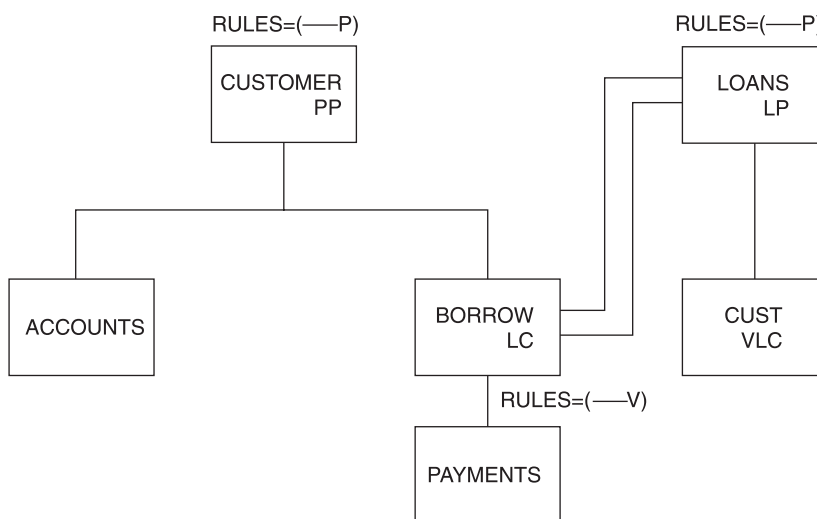 RULES=(——P)
RULES=(——P)
CUSTOMER
PP
LOANS
LP
ACCOUNTS
BORROW
LC
CUST
VLC
RULES=(——V)
PAYMENTS